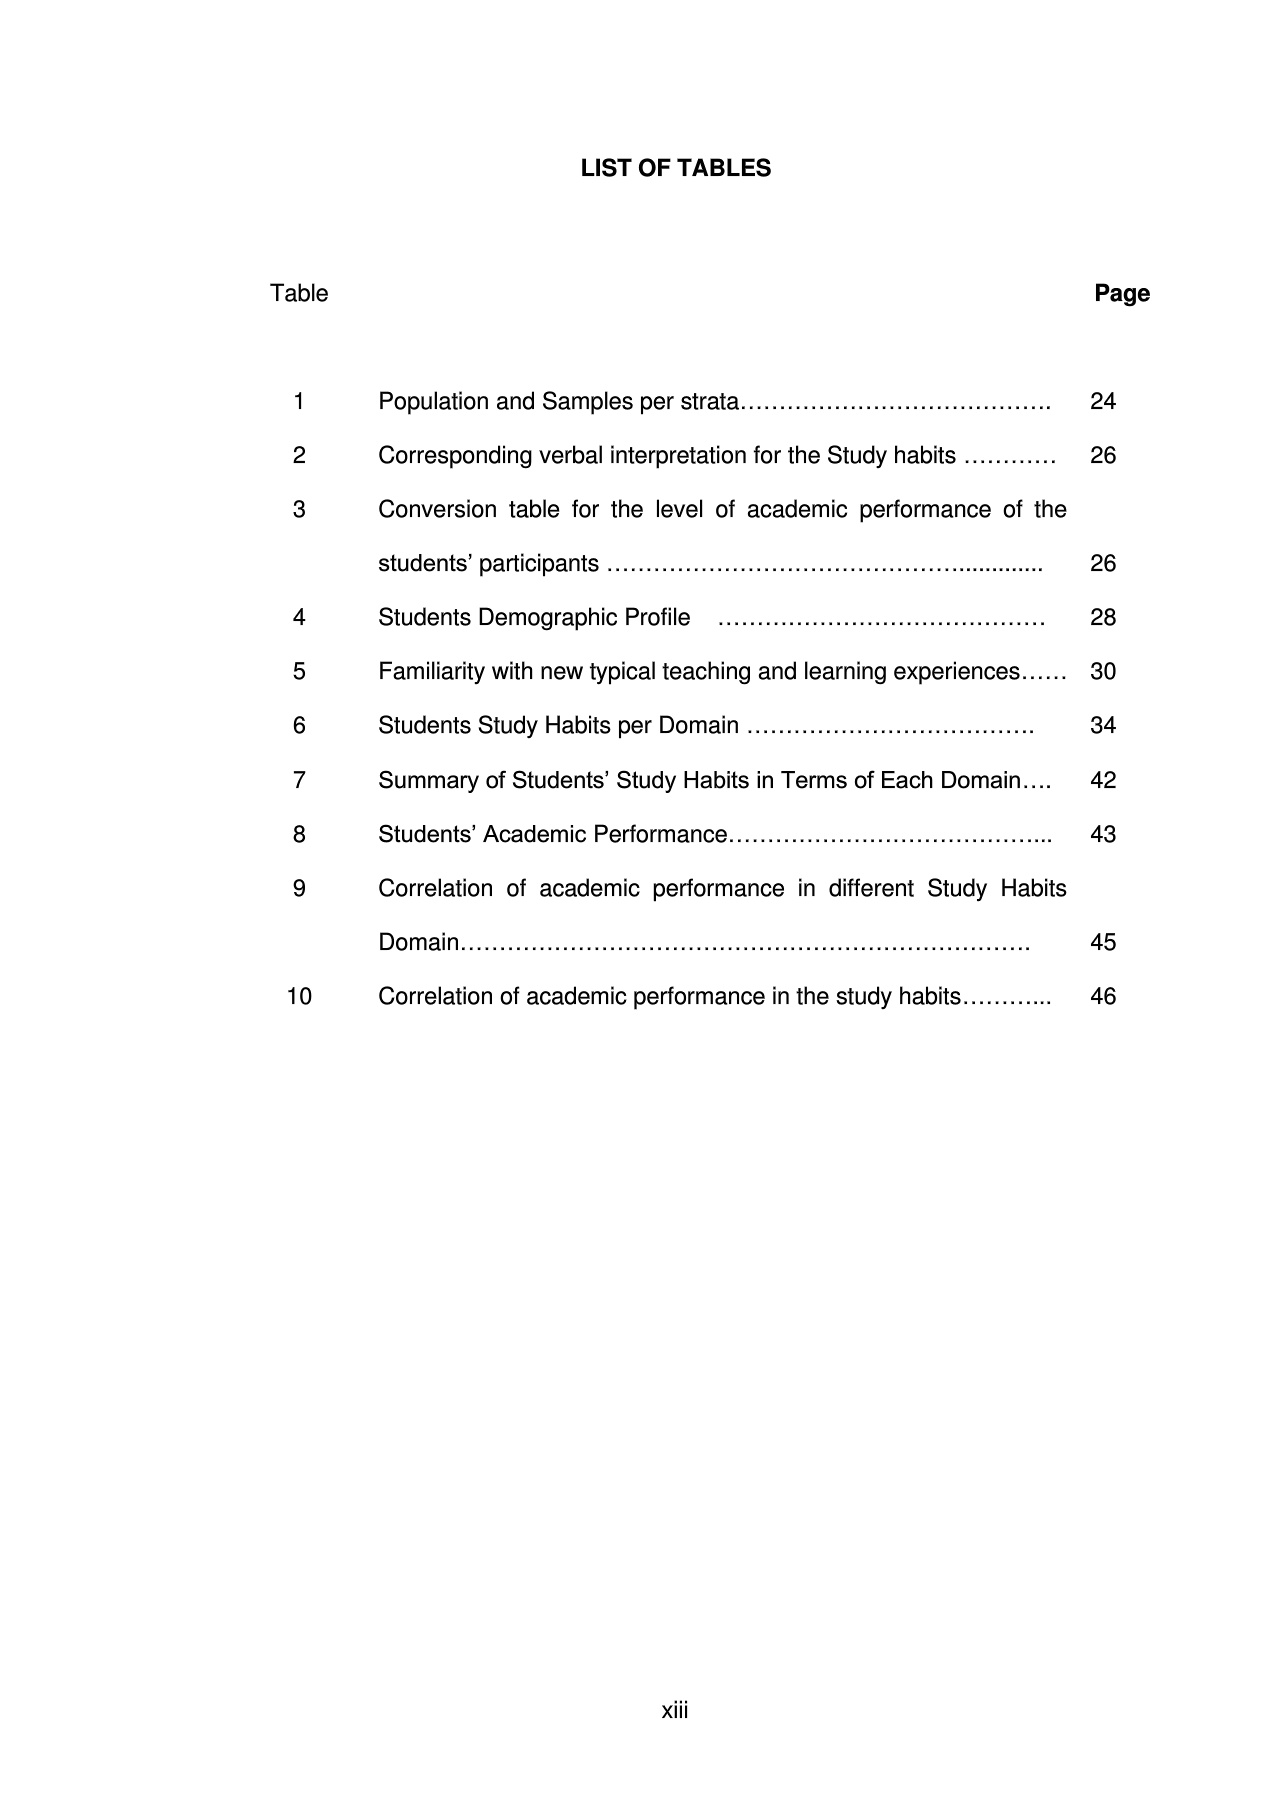 LIST OF TABLES
Table Page
1 Population and Samples per strata…………………………………. 24
2 Corresponding verbal interpretation for the Study habits ………… 26
3 Conversion table for the level of academic performance of the
students’ participants ………………………………………............. 26
4 Students Demographic Profile …………………………………… 28
5 Familiarity with new typical teaching and learning experiences…… 30
6 Students Study Habits per Domain ………………………………. 34
7 Summary of Students’ Study Habits in Terms of Each Domain…. 42
8 Students’ Academic Performance…………………………………... 43
9 Correlation of academic performance in different Study Habits
Domain………………………………………………………………. 45
10 Correlation of academic performance in the study habits………... 46
xiii